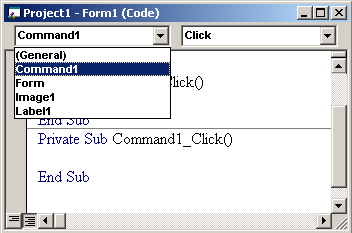 Project1 - Form1 (Code)
Command1 Click
(General)
Command1
Form
Image1
Label1
Click()
End Sub
Private Sub Command1_Click()
End Sub